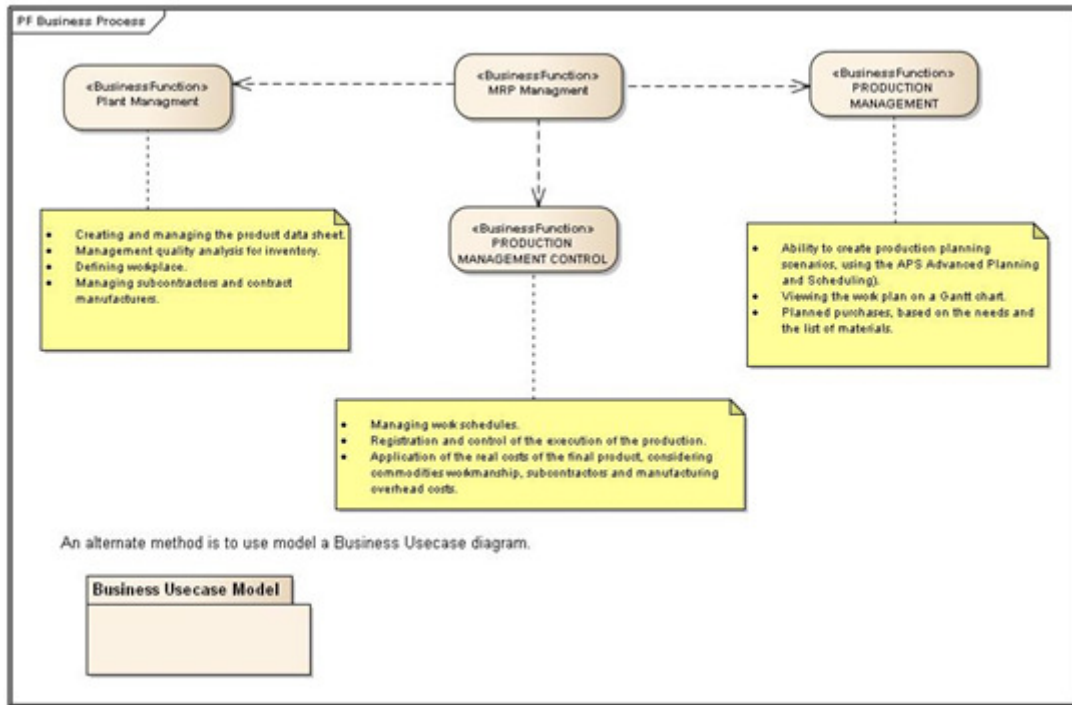 PF Business Process
«BusinessFunction»
Plant Managment
«BusinessFunction»
MRP Managment
«BusinessFunction»
PRODUCTION
MANAGEMENT
• Creating and managing the product data sheet.
• Management quality analysis for inventory.
• Defining workplace.
• Managing subcontractors and contract
manufacturers.
«BusinessFunction»
PRODUCTION
MANAGEMENT CONTROL
• Ability to create production planning
scenarios, using the APS Advanced Planning
and Scheduling).
• Viewing the work plan on a Gantt chart.
• Planned purchases, based on the needs and
the list of materials.
• Managing work schedules.
• Registration and control of the execution of the production.
• Application of the real costs of the final product, considering
commodities workmanship, subcontractors and manufacturing
overhead costs.
An alternate method is to use model a Business Usecase diagram.
Business Usecase Model